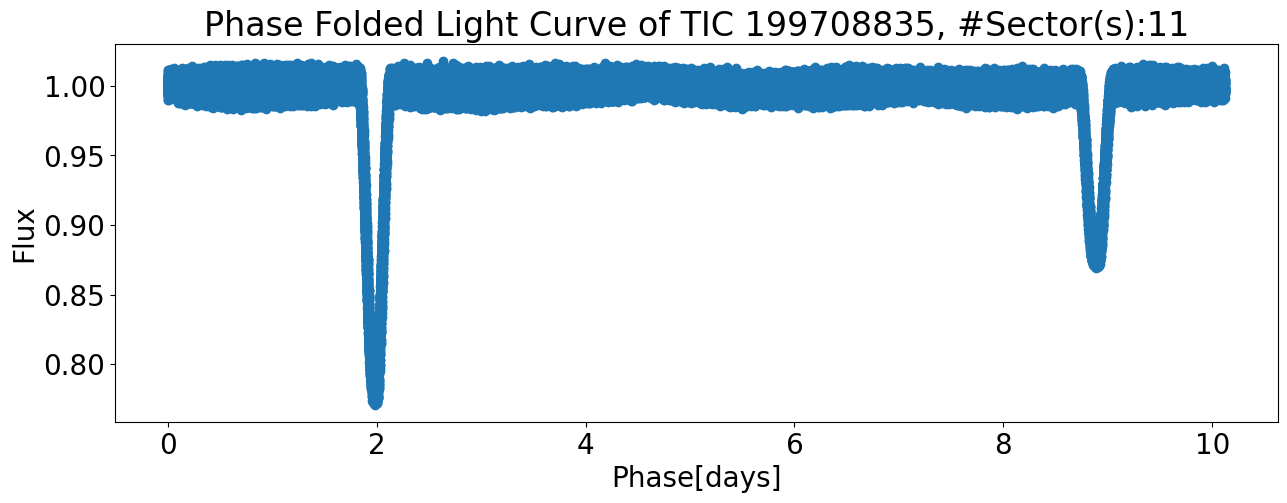 Phase Folded Light Curve of TIC 199708835, #Sector(s):11
1.00
0.95
0.90
0.85
0.80
Flux
0 2 4 6 8 10
Phase[days]